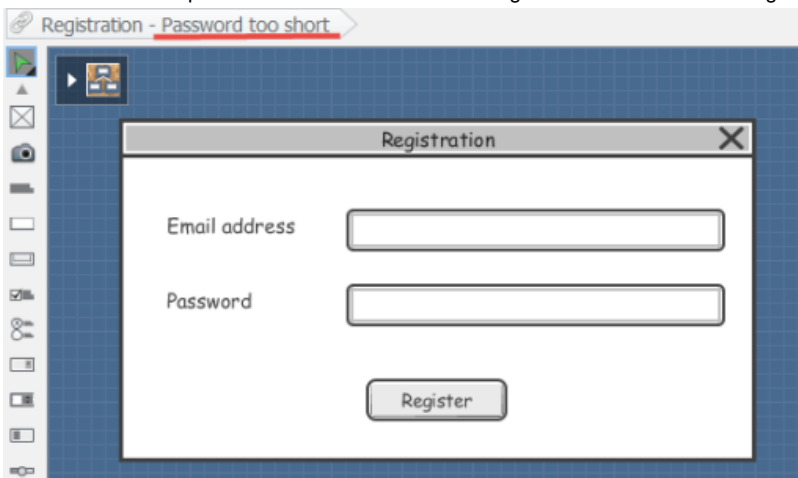 Registration - Password too short
Registration
Email address
Password
Register